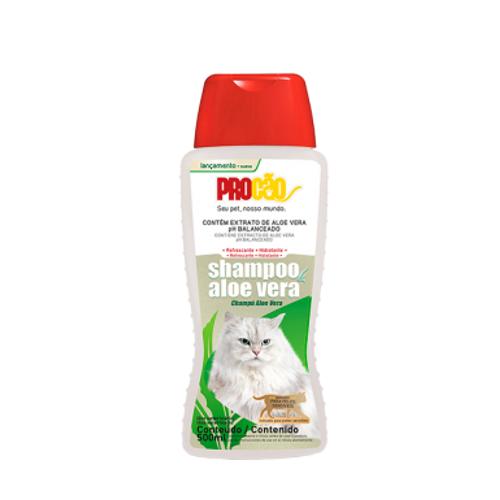 lançamento • nuevo
PROCÃO
Seu pet, nosso mundo.
CONTÉM EXTRATO DE ALOE VERA
pH BALANCEADO
CONTIENE EXTRACTO DE ALOE VERA
pH BALANCEADO
• Refrescante • Hidratante •
• Refrescante • Hidratante •
shampoo
aloe vera
Champú Aloe Vera
Conteúdo / Contenido
500ml